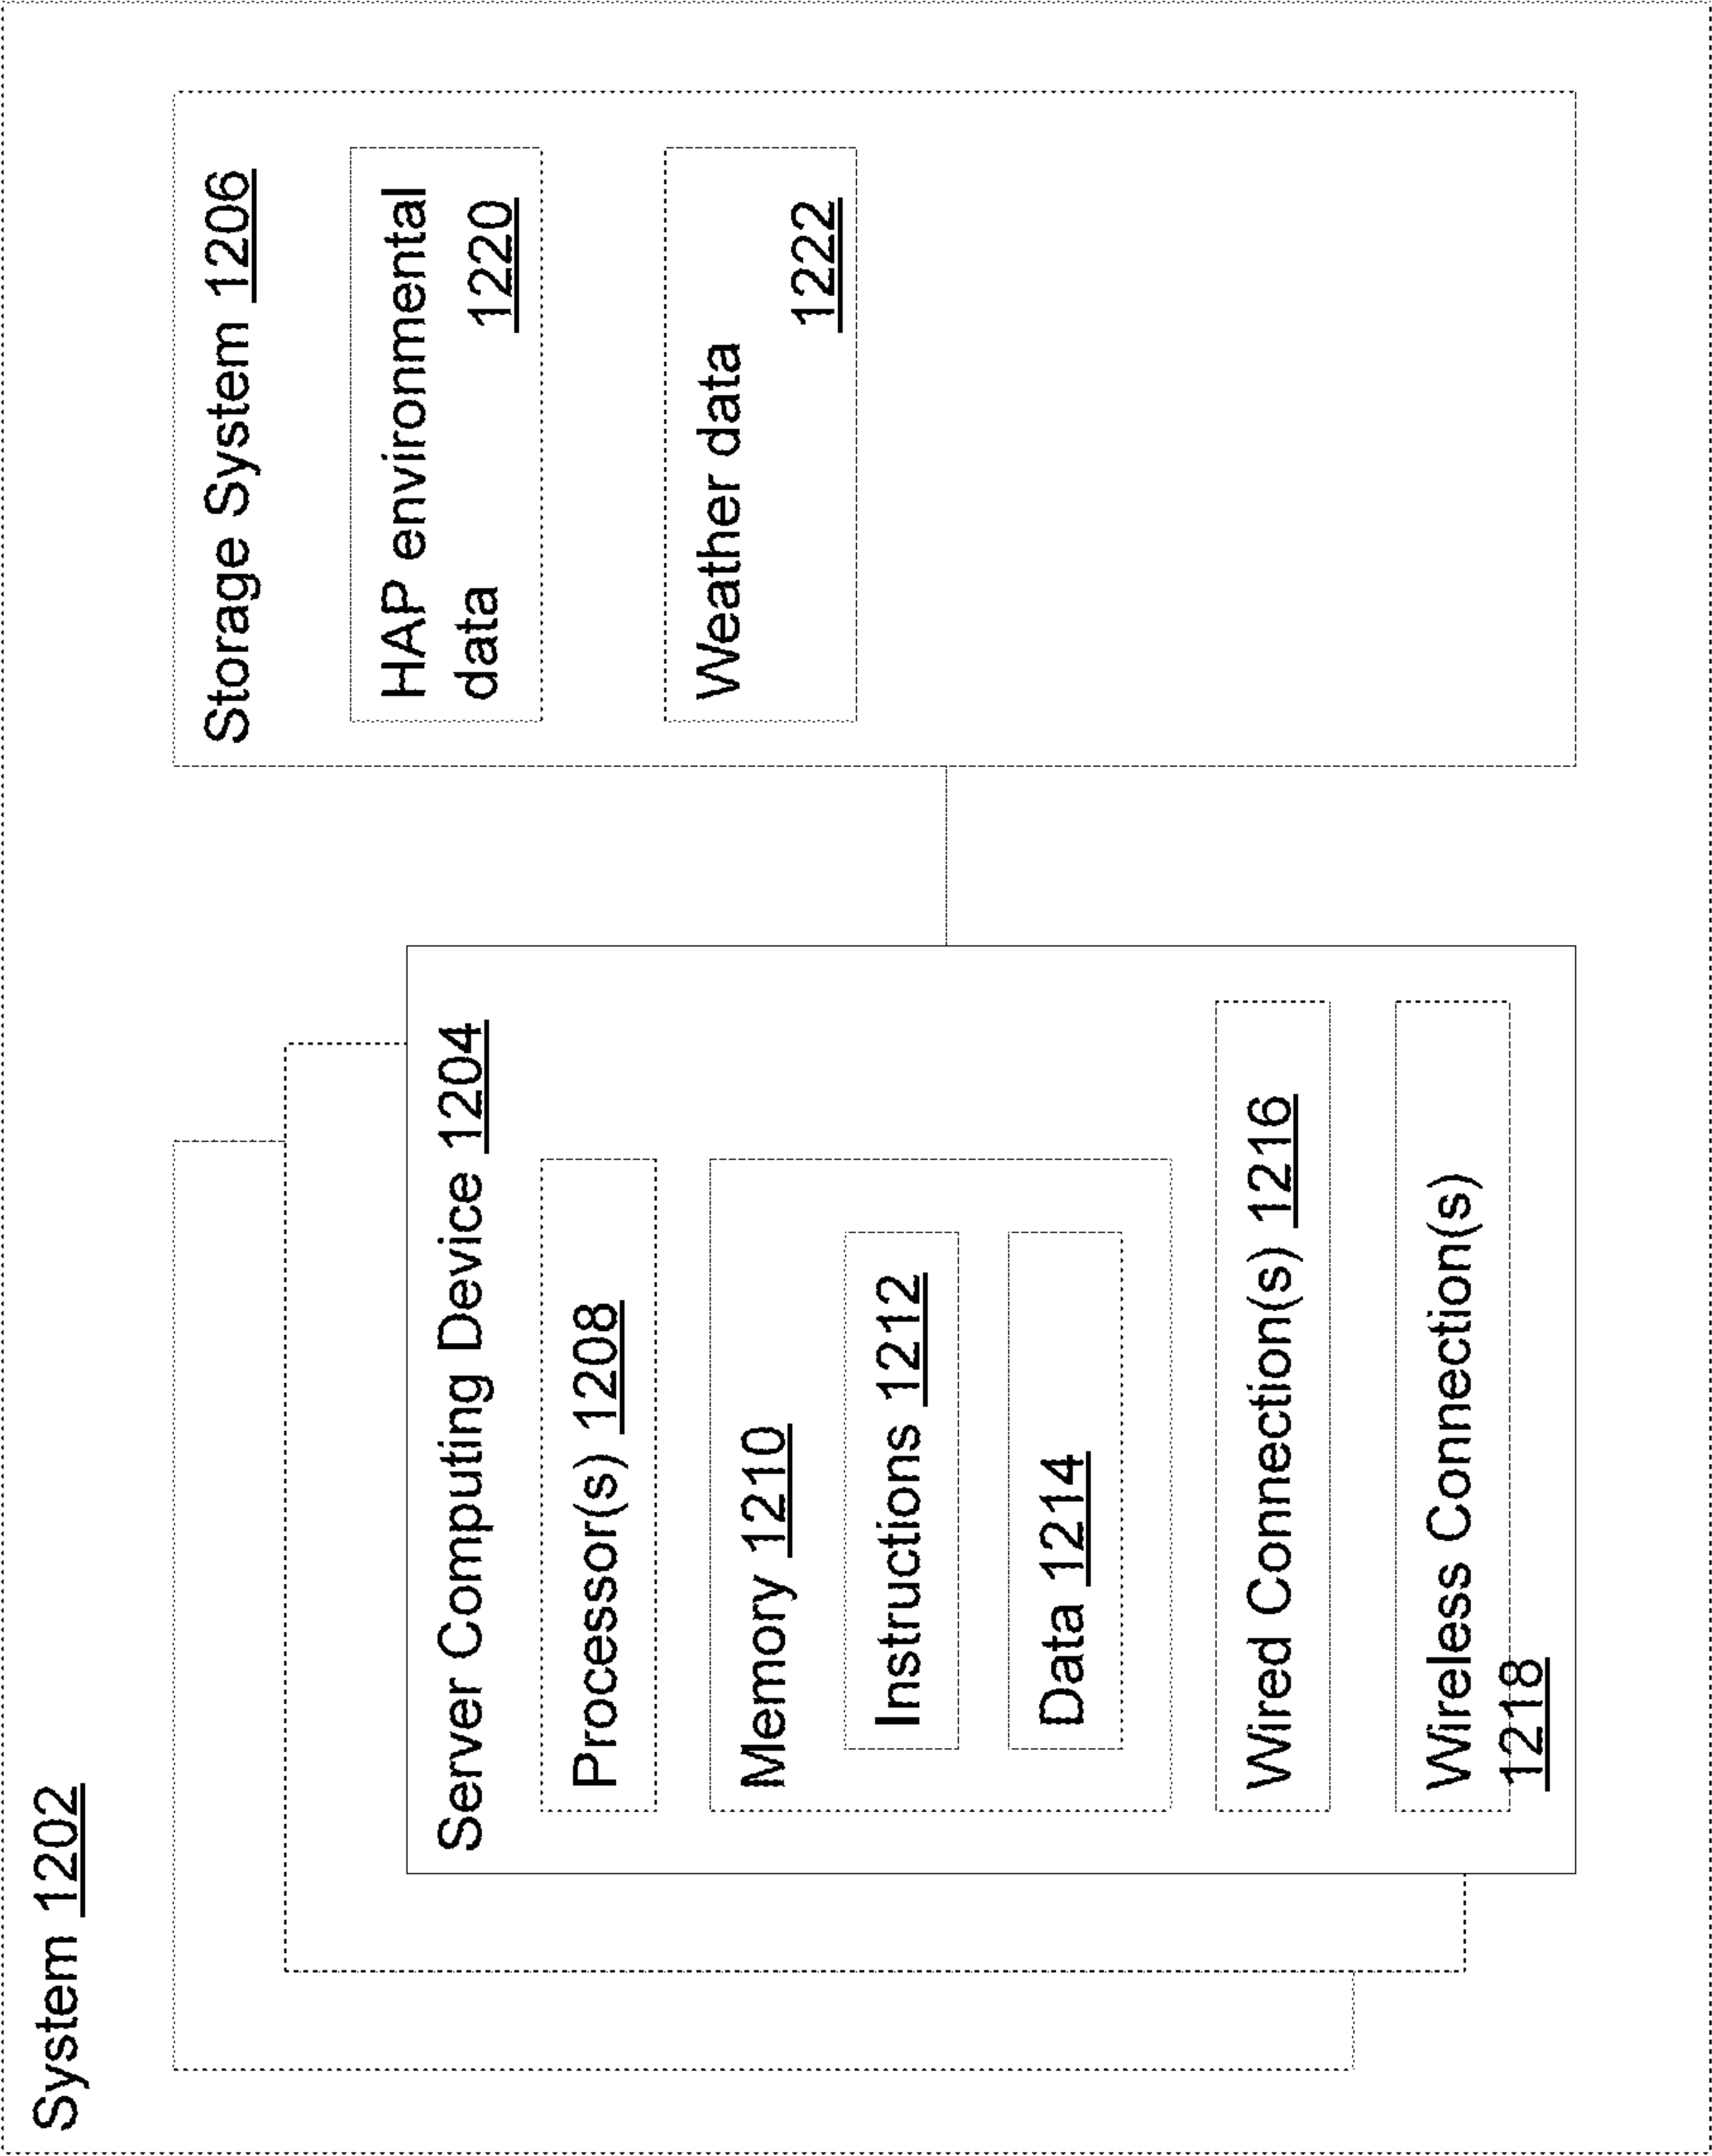 System 1202
Server Computing Device 1204
Processor(s) 1208
Memory 1210
Instructions 1212
Data 1214
Wired Connection(s) 1216
Wireless Connection(s)
1218
Storage System 1206
HAP environmental
data 1220
Weather data
1222